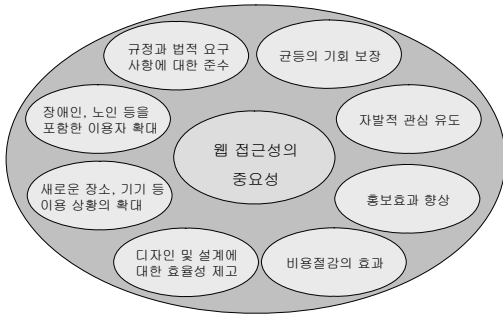 규정과 법적 요구
사항에 대한 준수
균등의 기회 보장
장애인, 노인 등을
포함한 이용자 확대
자발적 관심 유도
웹 접근성의
중요성
새로운 장소, 기기 등
이용 상황의 확대
홍보효과 향상
디자인 및 설계에
대한 효율성 제고
비용절감의 효과